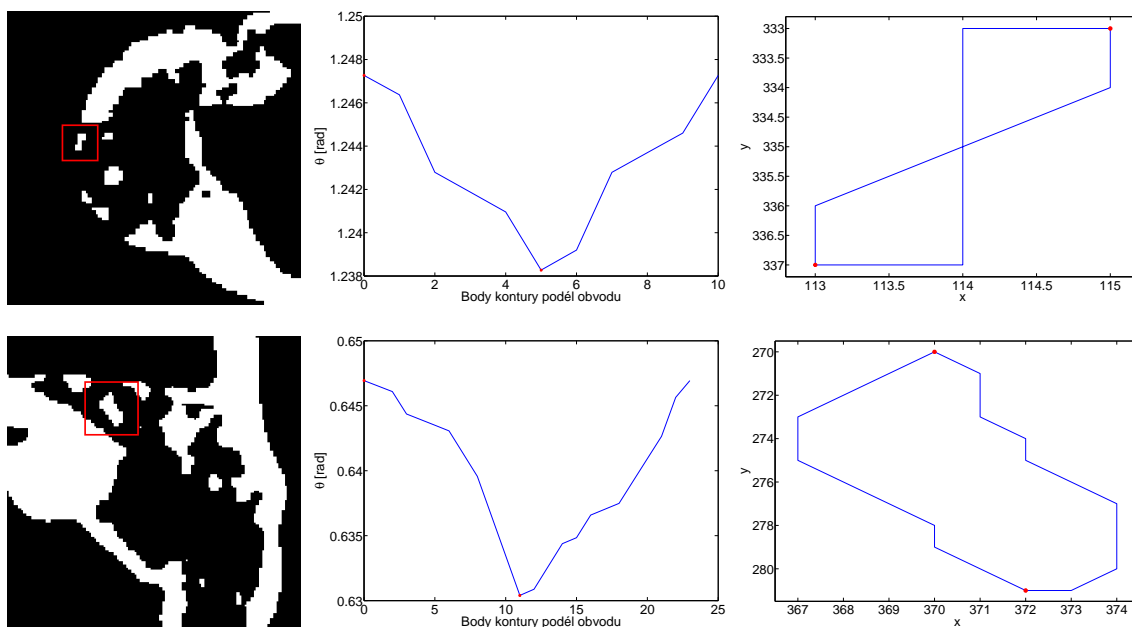 1.25
1.248
1.246
1.244
1.242
1.24
1.238
θ [rad]
0 2 4 6 8 10
Body kontury podél obvodu
333
333.5
334
334.5
335
335.5
336
336.5
337
y
113 113.5 114 114.5 115
x
0.65
0.645
0.64
0.635
0.63
θ [rad]
0 5 10 15 20 25
Body kontury podél obvodu
270
272
274
276
278
280
y
367 368 369 370 371 372 373 374
x